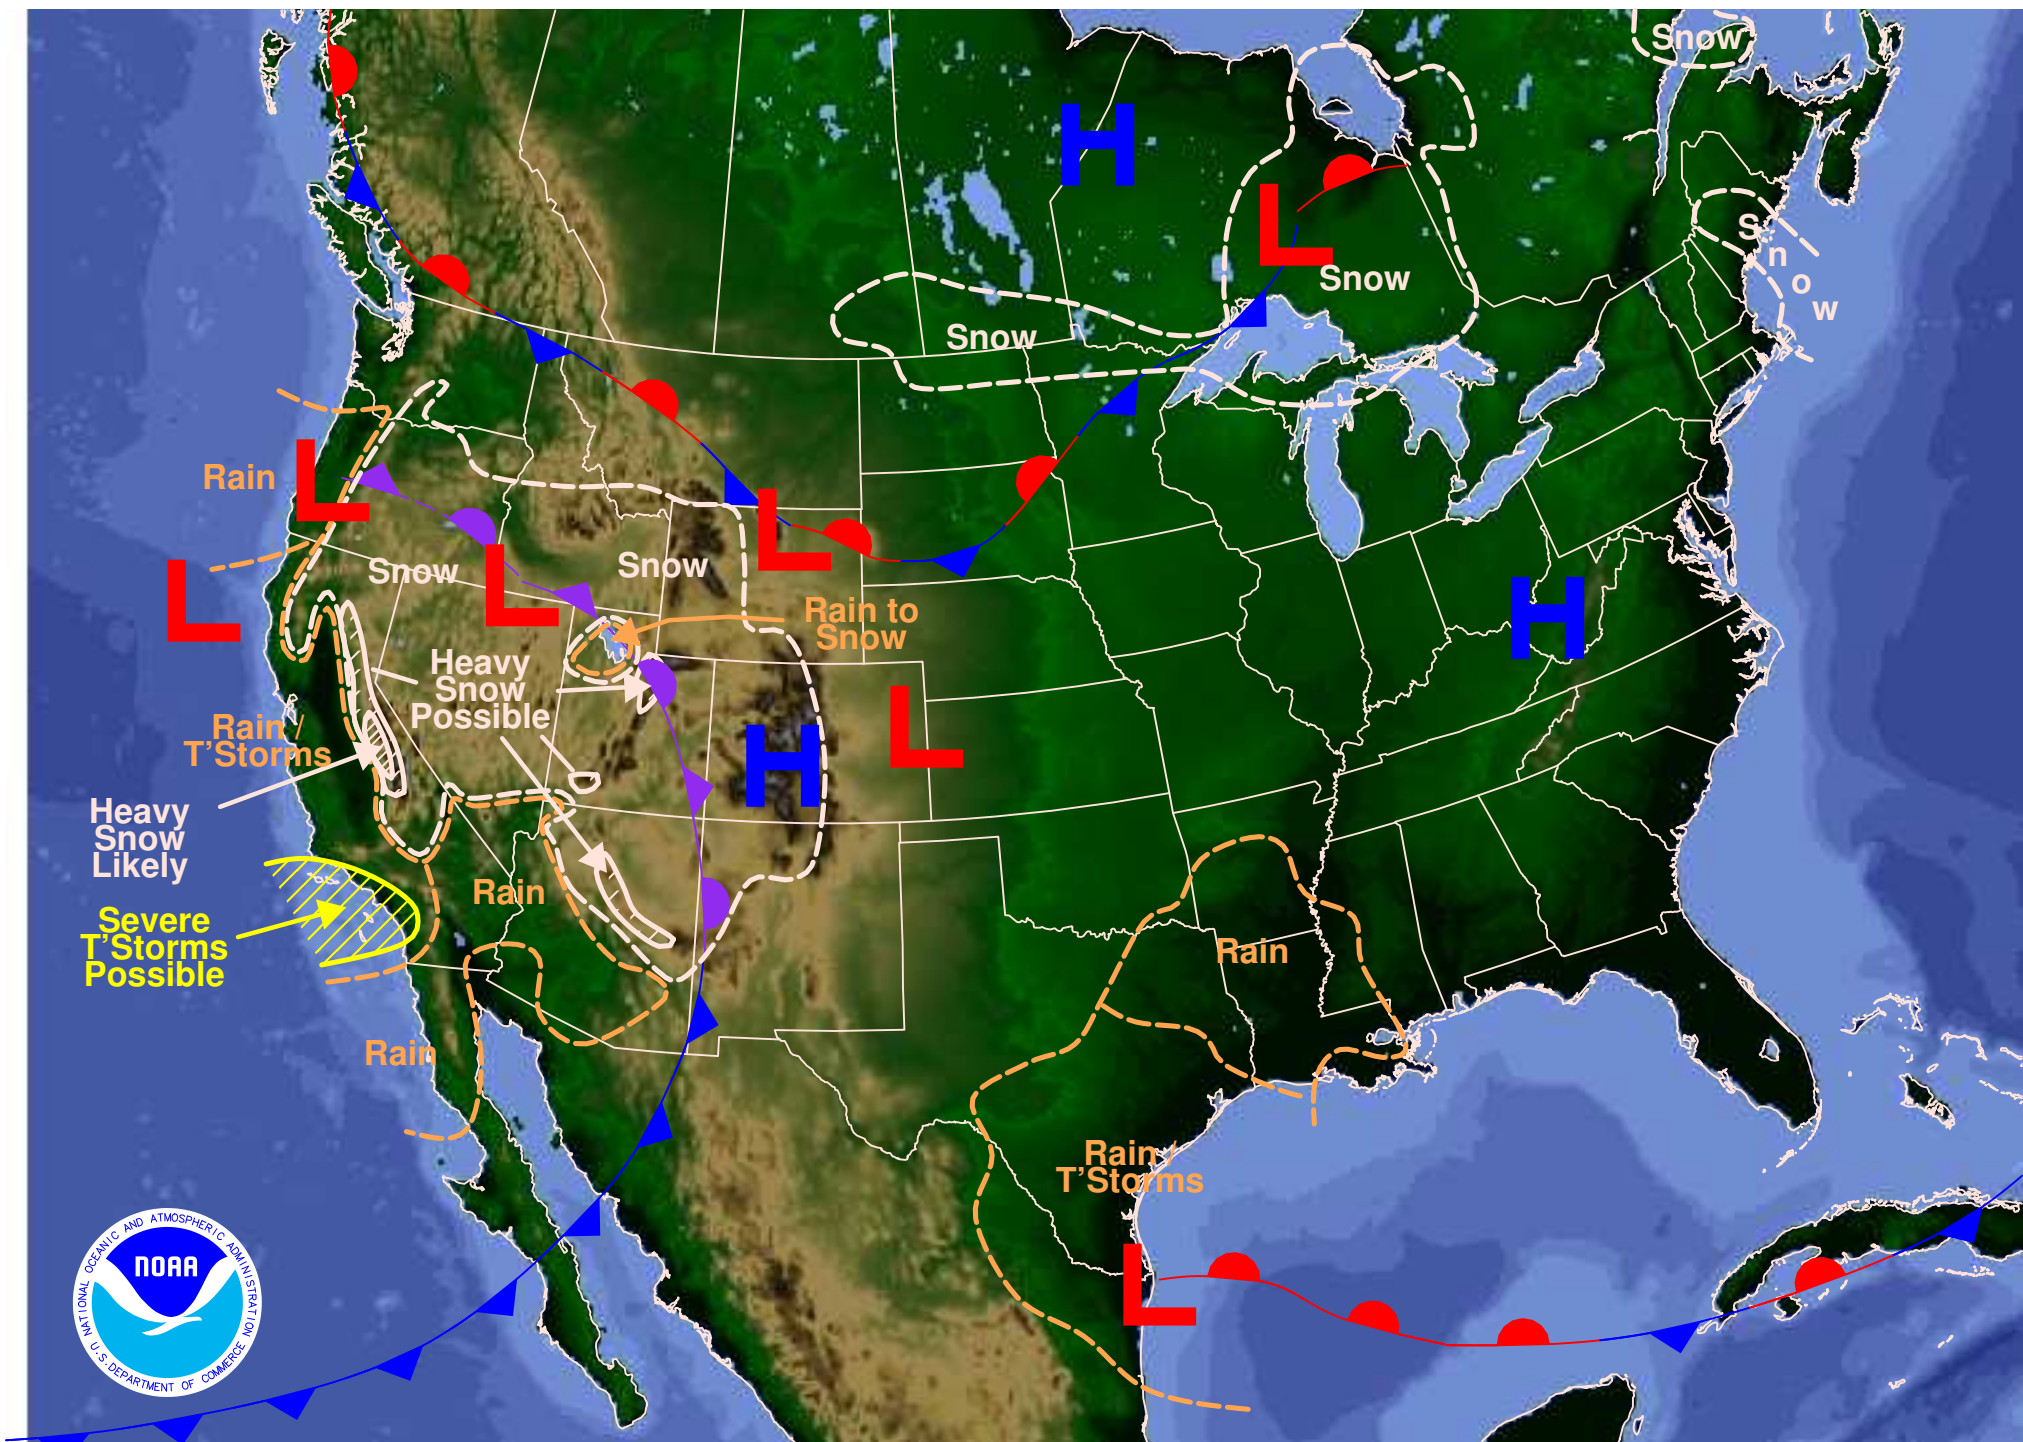 Snow
H
S
n
o
w
L
Snow
Snow
Rain
L
L
Snow
Snow
L
L
Rain to
Snow
H
Heavy
Snow
Possible
L
Rain /
T'Storms
H
Heavy
Snow
Likely
Rain
Severe
T'Storms
Possible
Rain
Rain
Rain /
T'Storms
L
NATIONAL OCEANIC AND ATMOSPHERIC ADMINISTRATION
NOAA
U.S. DEPARTMENT OF COMMERCE